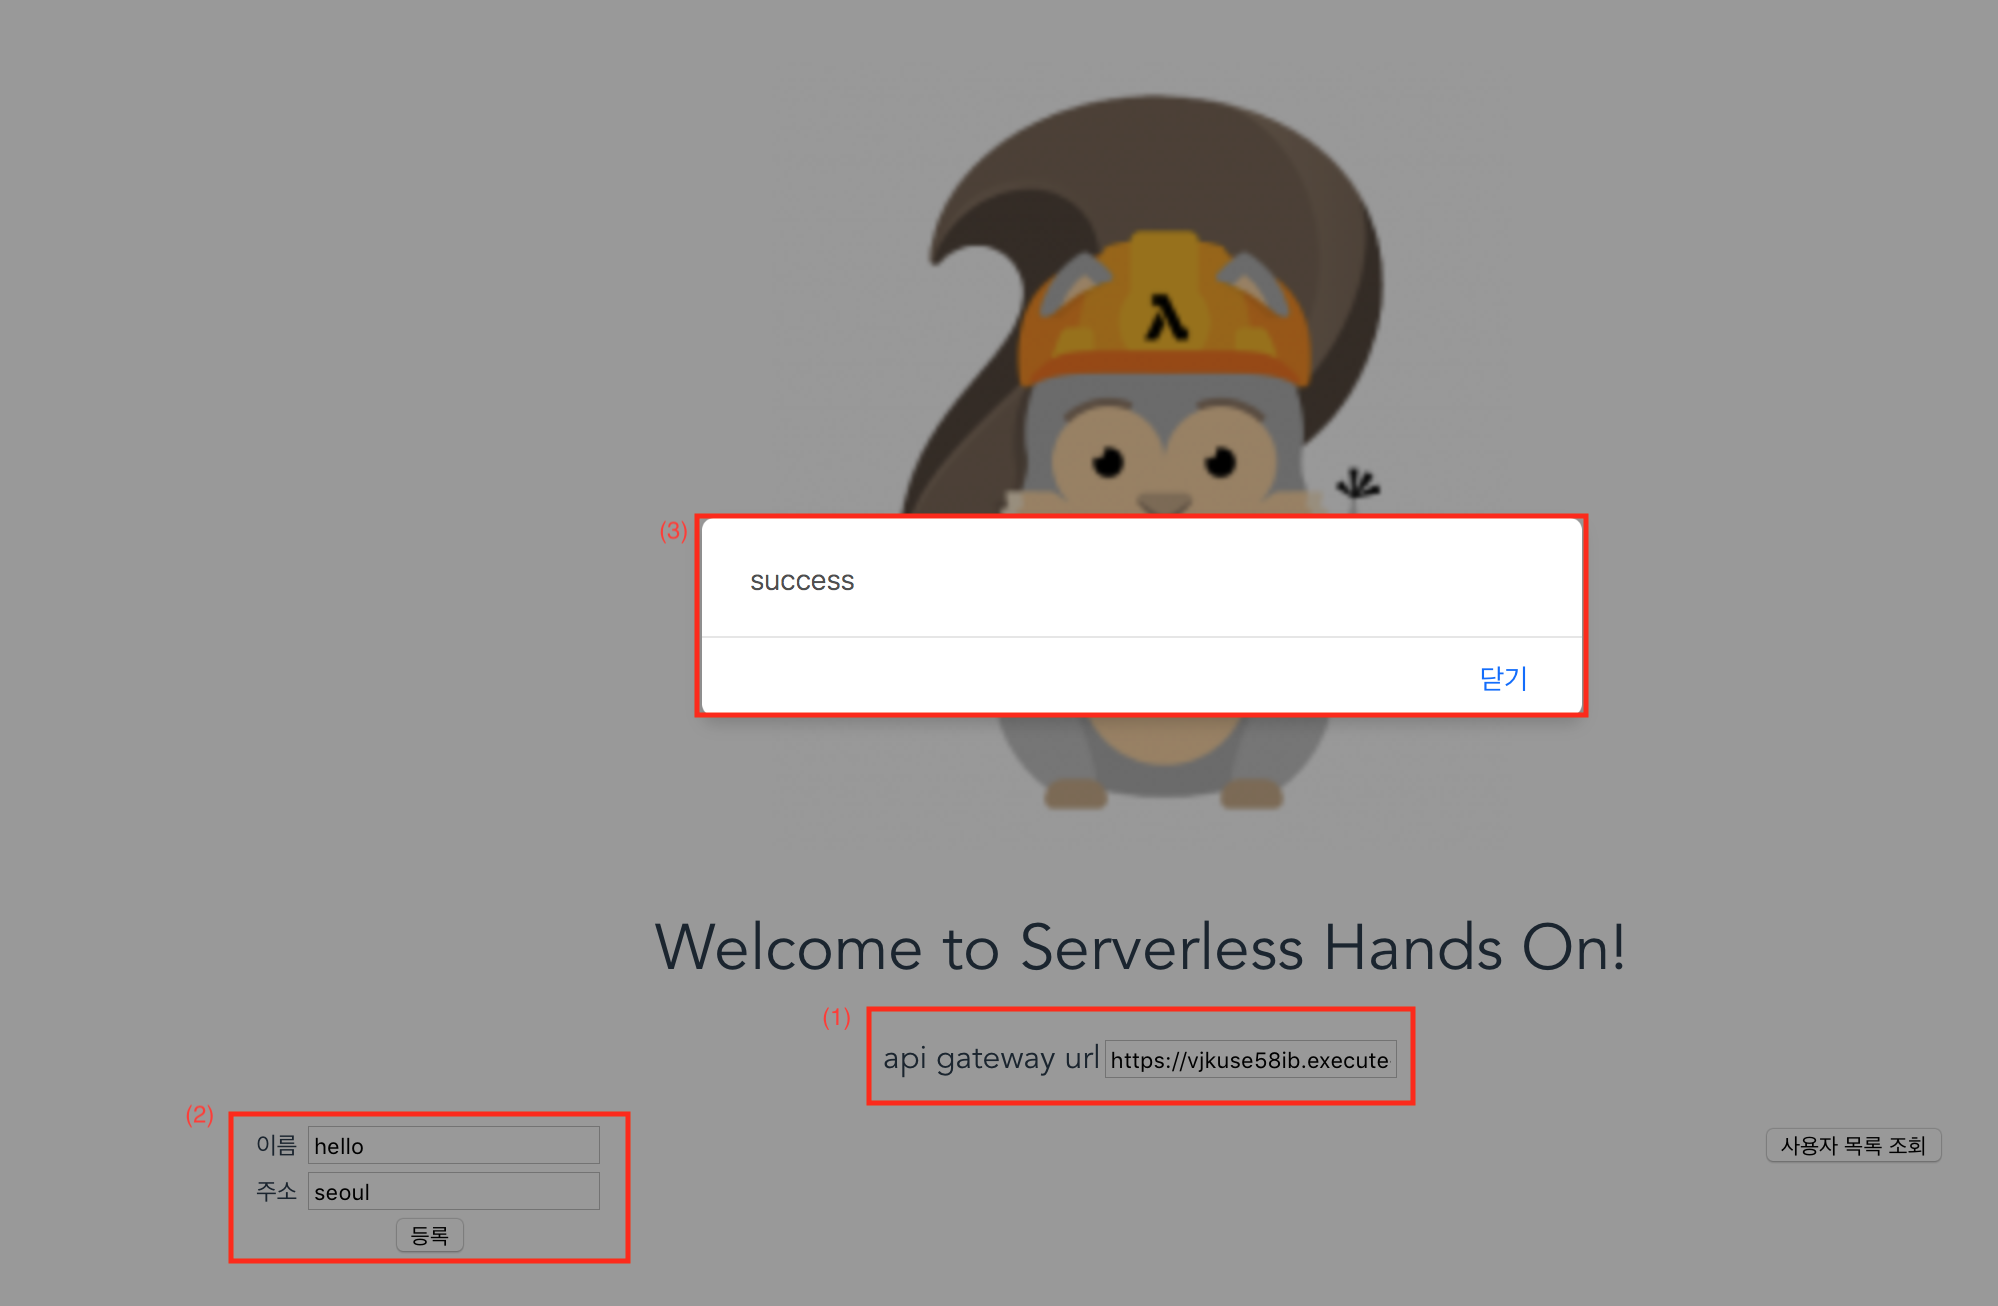 λ
(3)
success
닫기
Welcome to Serverless Hands On!
(1)
api gateway url https://vjkuse58ib.execute
(2)
이름 hello
주소 seoul
등록
사용자 목록 조회